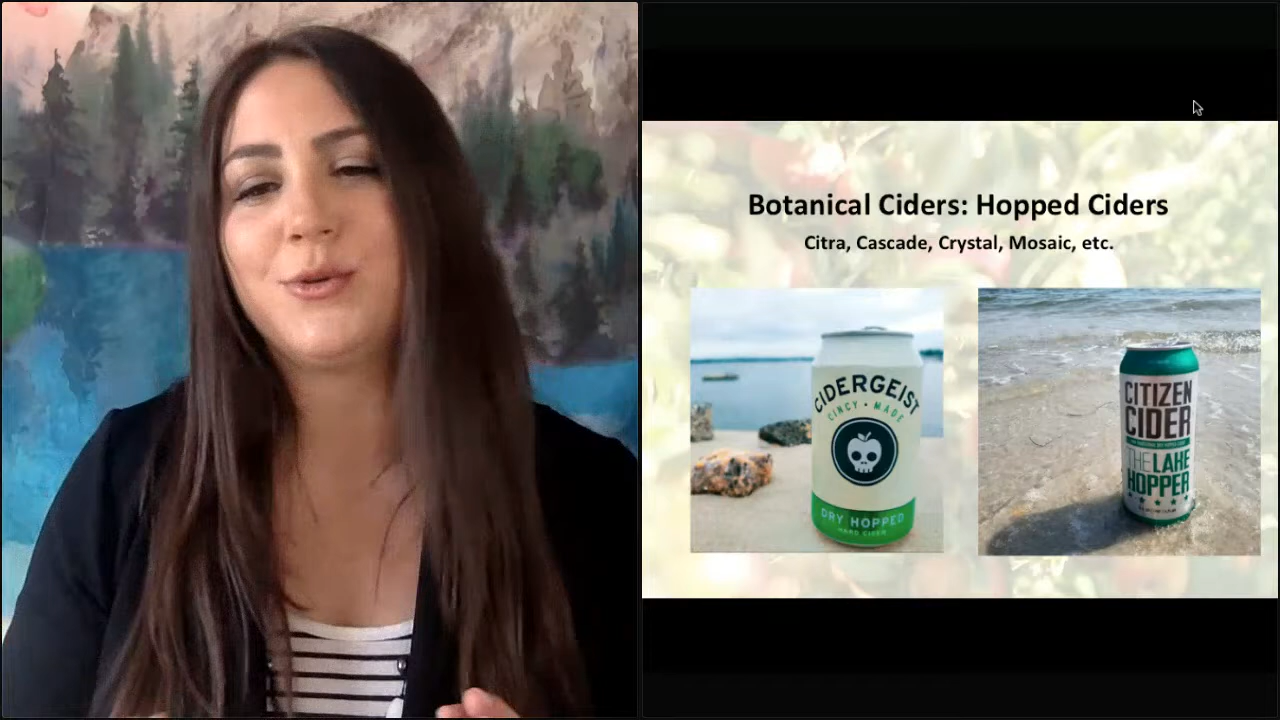 Botanical Ciders: Hopped Ciders
Citra, Cascade, Crystal, Mosaic, etc.
CIDERGEIST
CINCY • MADE
DRY HOPPED
HARD CIDER
CITIZEN
CIDER
THE LAKE
HOPPER